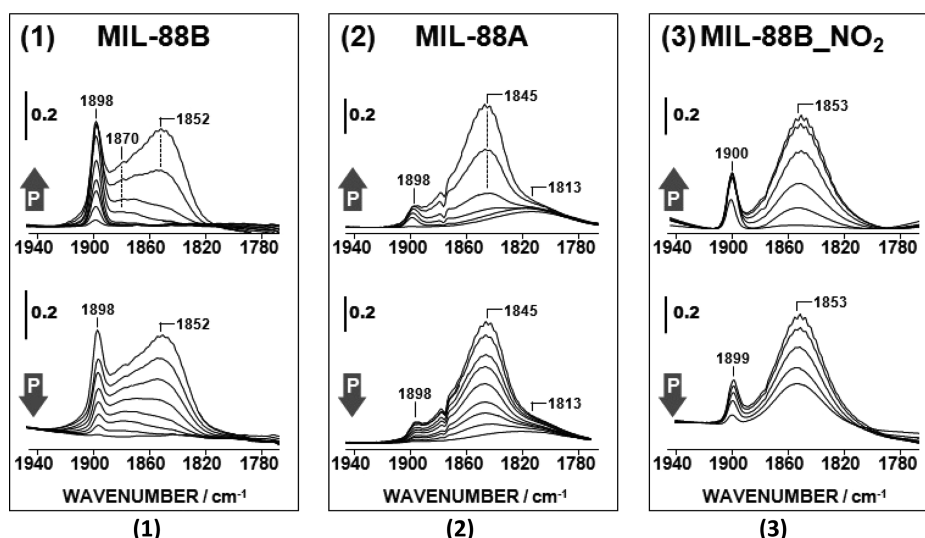 (1) MIL-88B
0.2
1898
1870
1852
P
1940 1900 1860 1820 1780
0.2
1898
1852
P
1940 1900 1860 1820 1780
WAVENUMBER / cm-1
(1)
(2) MIL-88A
0.2
1845
1898
1813
P
1940 1900 1860 1820 1780
0.2
1845
1898
1813
P
1940 1900 1860 1820 1780
WAVENUMBER / cm-1
(2)
(3) MIL-88B_NO2
0.2
1853
1900
P
1940 1900 1860 1820 1780
0.2
1853
1899
P
1940 1900 1860 1820 1780
WAVENUMBER / cm-1
(3)